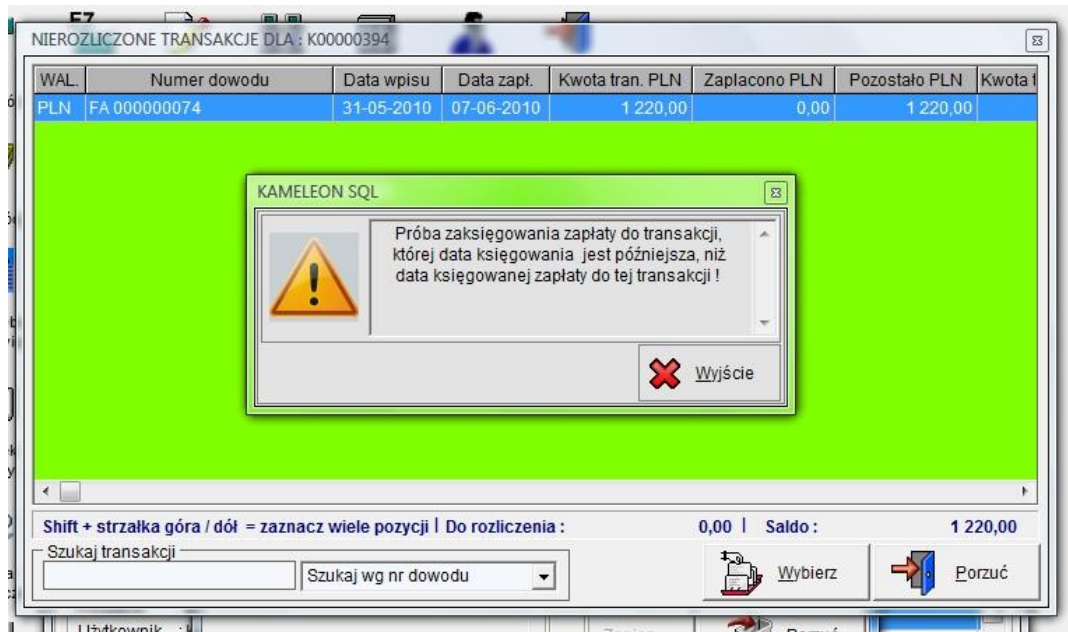 NIEROZLICZONE TRANSAKCJE DLA : K00000394
WAL. Numer dowodu Data wpisu Data zapł. Kwota tran. PLN Zaplacono PLN Pozostało PLN Kwota t
PLN FA 000000074 31-05-2010 07-06-2010 1 220,00 0,00 1 220,00
KAMELEON SQL
Próba zaksięgowania zapłaty do transakcji,
której data księgowania jest późniejsza, niż
data księgowanej zapłaty do tej transakcji !
Wyjście
Shift + strzałka góra / dół = zaznacz wiele pozycji | Do rozliczenia : 0,00 | Saldo : 1 220,00
Szukaj transakcji
Szukaj wg nr dowodu
Wybierz
Porzuć
Użytkownik